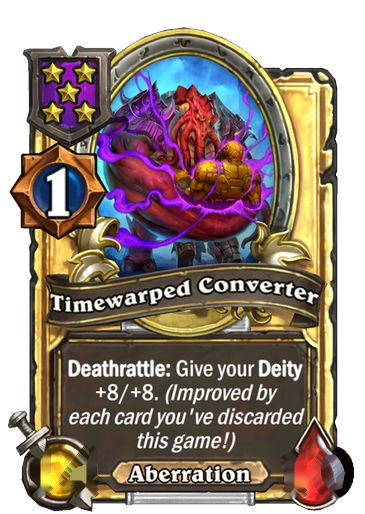 1
Timewarped Converter
Deathrattle: Give your Deity
+8/+8. (Improved by
each card you've discarded
this game!)
Aberration